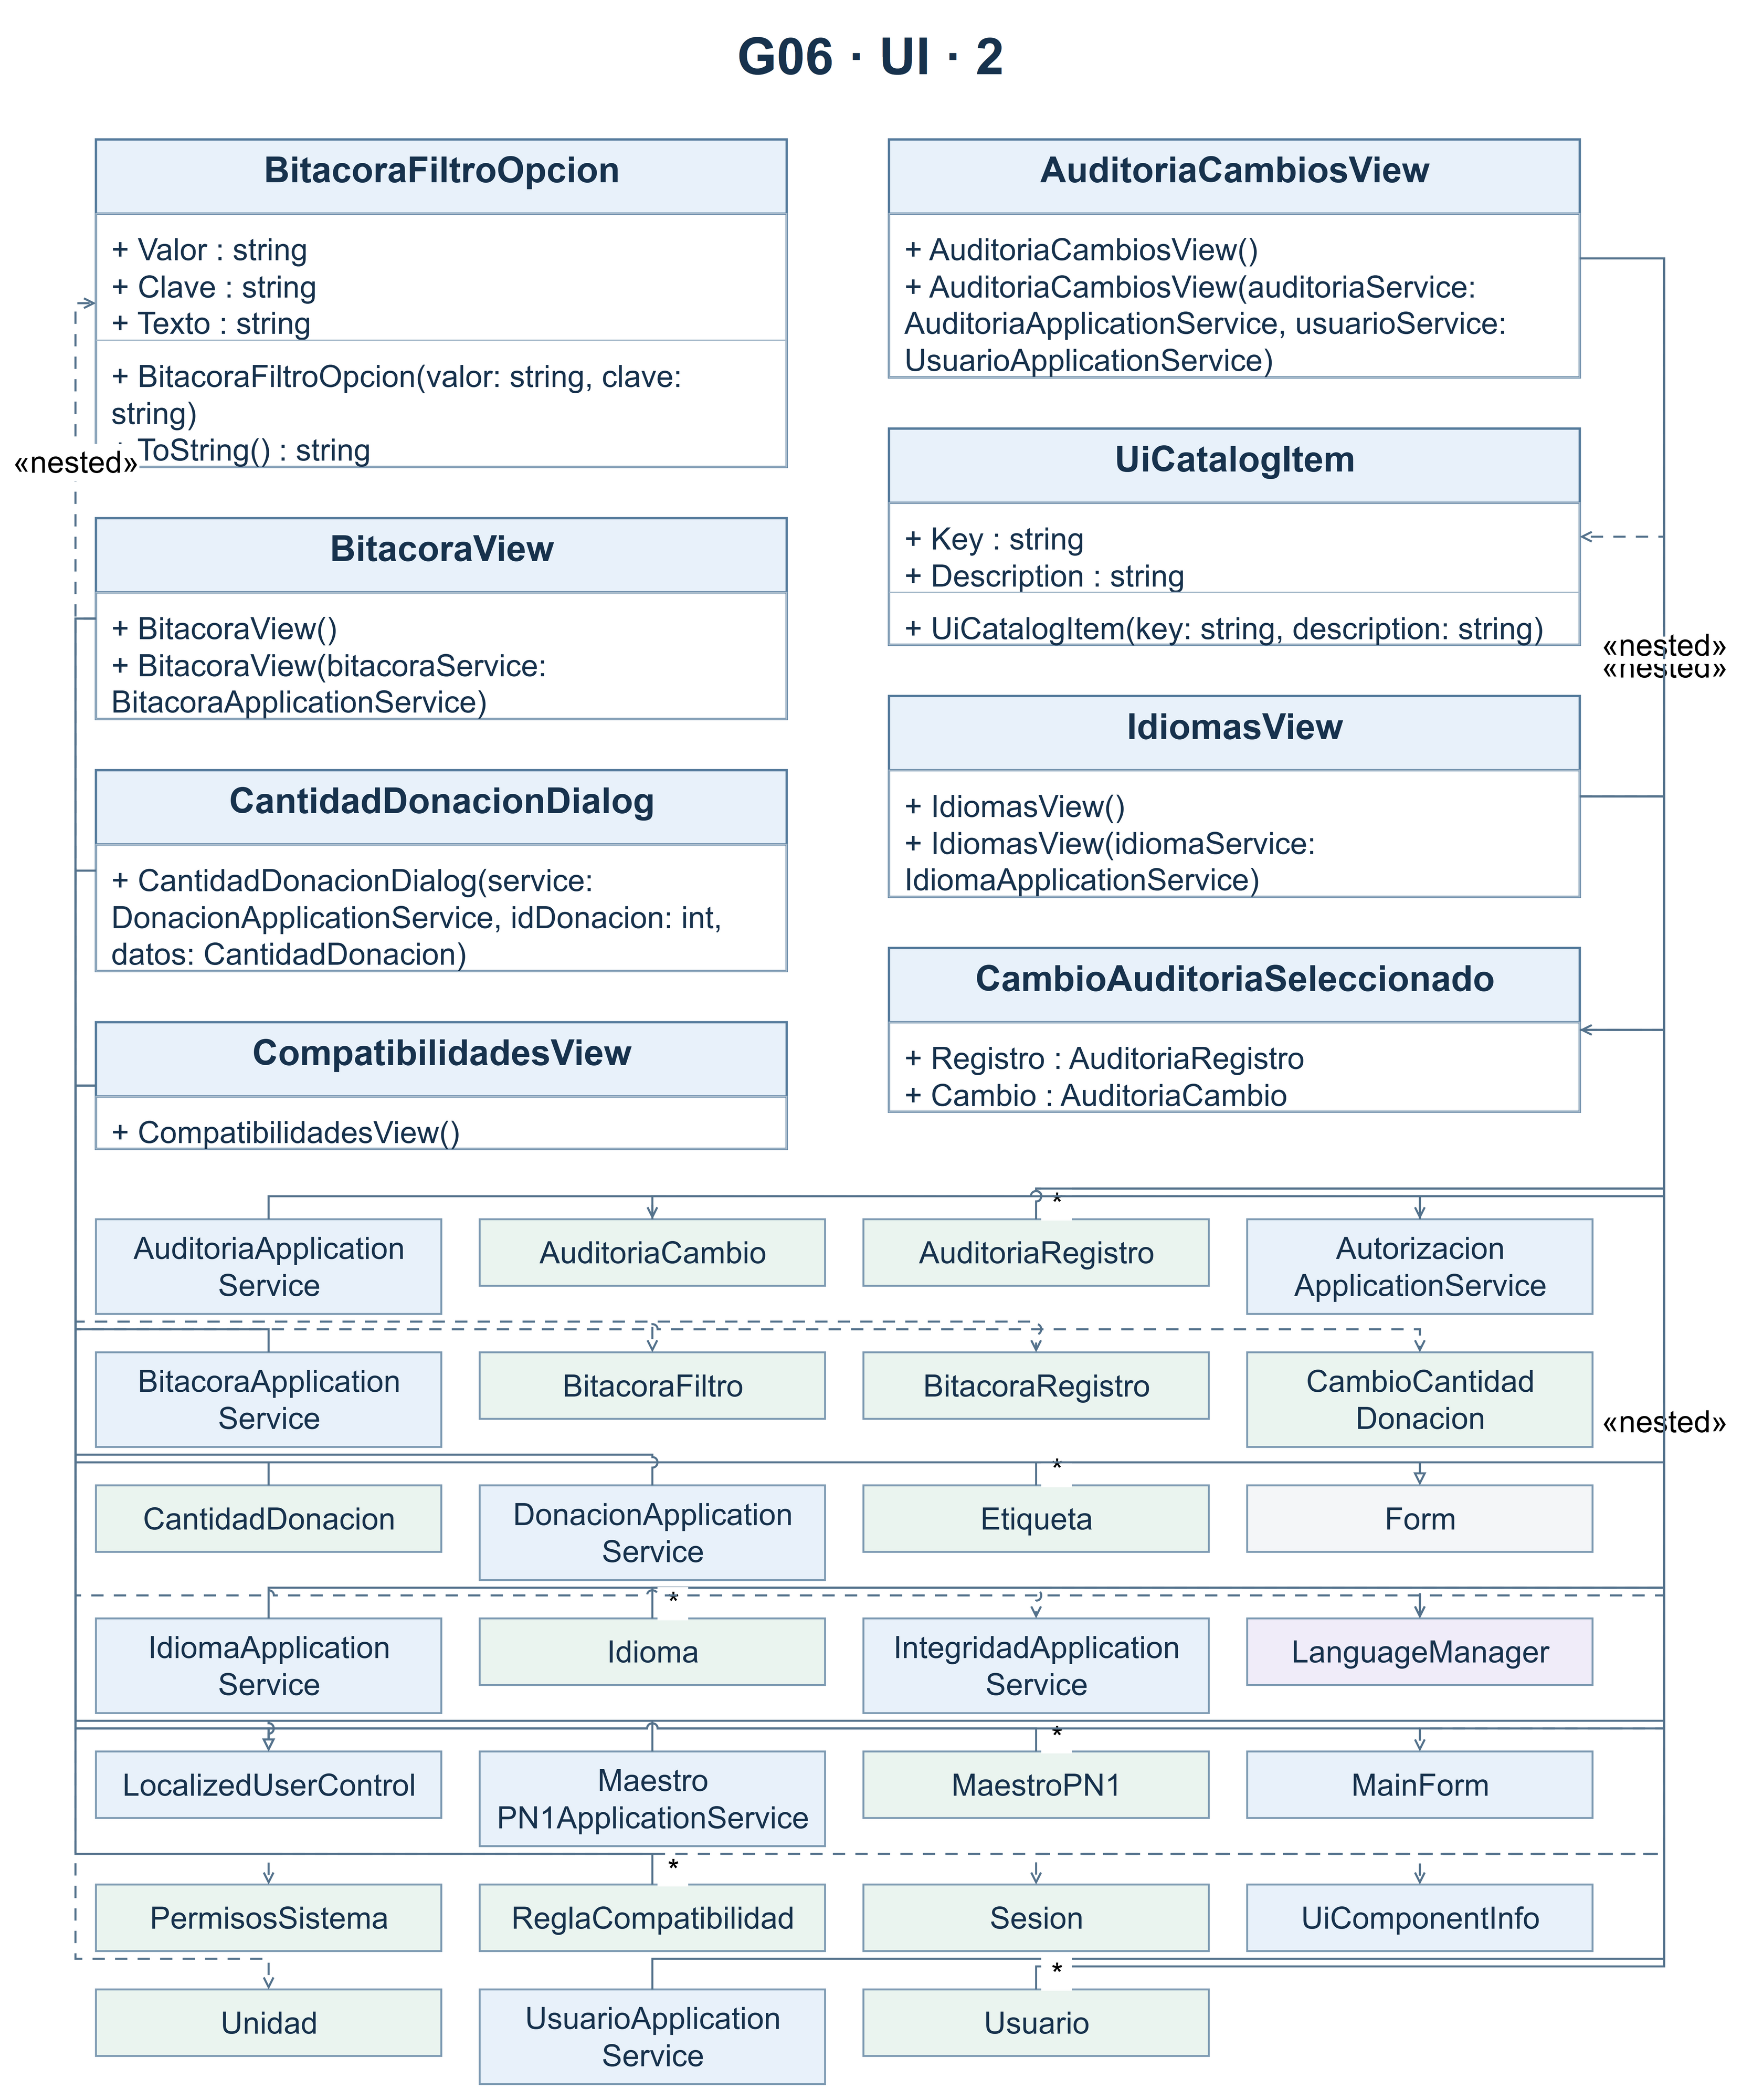 G06 · UI · 2
BitacoraFiltroOpcion
+ Valor : string
+ Clave : string
+ Texto : string
+ BitacoraFiltroOpcion(valor: string, clave:
string)
ToString() : string
«nested»
BitacoraView
+ BitacoraView()
+ BitacoraView(bitacoraService:
BitacoraApplicationService)
CantidadDonacionDialog
+ CantidadDonacionDialog(service:
DonacionApplicationService, idDonacion: int,
datos: CantidadDonacion)
CompatibilidadesView
+ CompatibilidadesView()
AuditoriaCambiosView
+ AuditoriaCambiosView()
+ AuditoriaCambiosView(auditoriaService:
AuditoriaApplicationService, usuarioService:
UsuarioApplicationService)
UiCatalogItem
+ Key : string
+ Description : string
+ UiCatalogItem(key: string, description: string)
«nested»
«nested»
IdiomasView
+ IdiomasView()
+ IdiomasView(idiomaService:
IdiomaApplicationService)
CambioAuditoriaSeleccionado
+ Registro : AuditoriaRegistro
+ Cambio : AuditoriaCambio
*
AuditoriaApplication
Service
AuditoriaCambio
AuditoriaRegistro
Autorizacion
ApplicationService
BitacoraApplication
Service
BitacoraFiltro
BitacoraRegistro
CambioCantidad
Donacion
«nested»
*
CantidadDonacion
DonacionApplication
Service
Etiqueta
Form
*
IdiomaApplication
Service
Idioma
IntegridadApplication
Service
LanguageManager
*
LocalizedUserControl
Maestro
PN1ApplicationService
MaestroPN1
MainForm
*
PermisosSistema
ReglaCompatibilidad
Sesion
UiComponentInfo
*
Unidad
UsuarioApplication
Service
Usuario